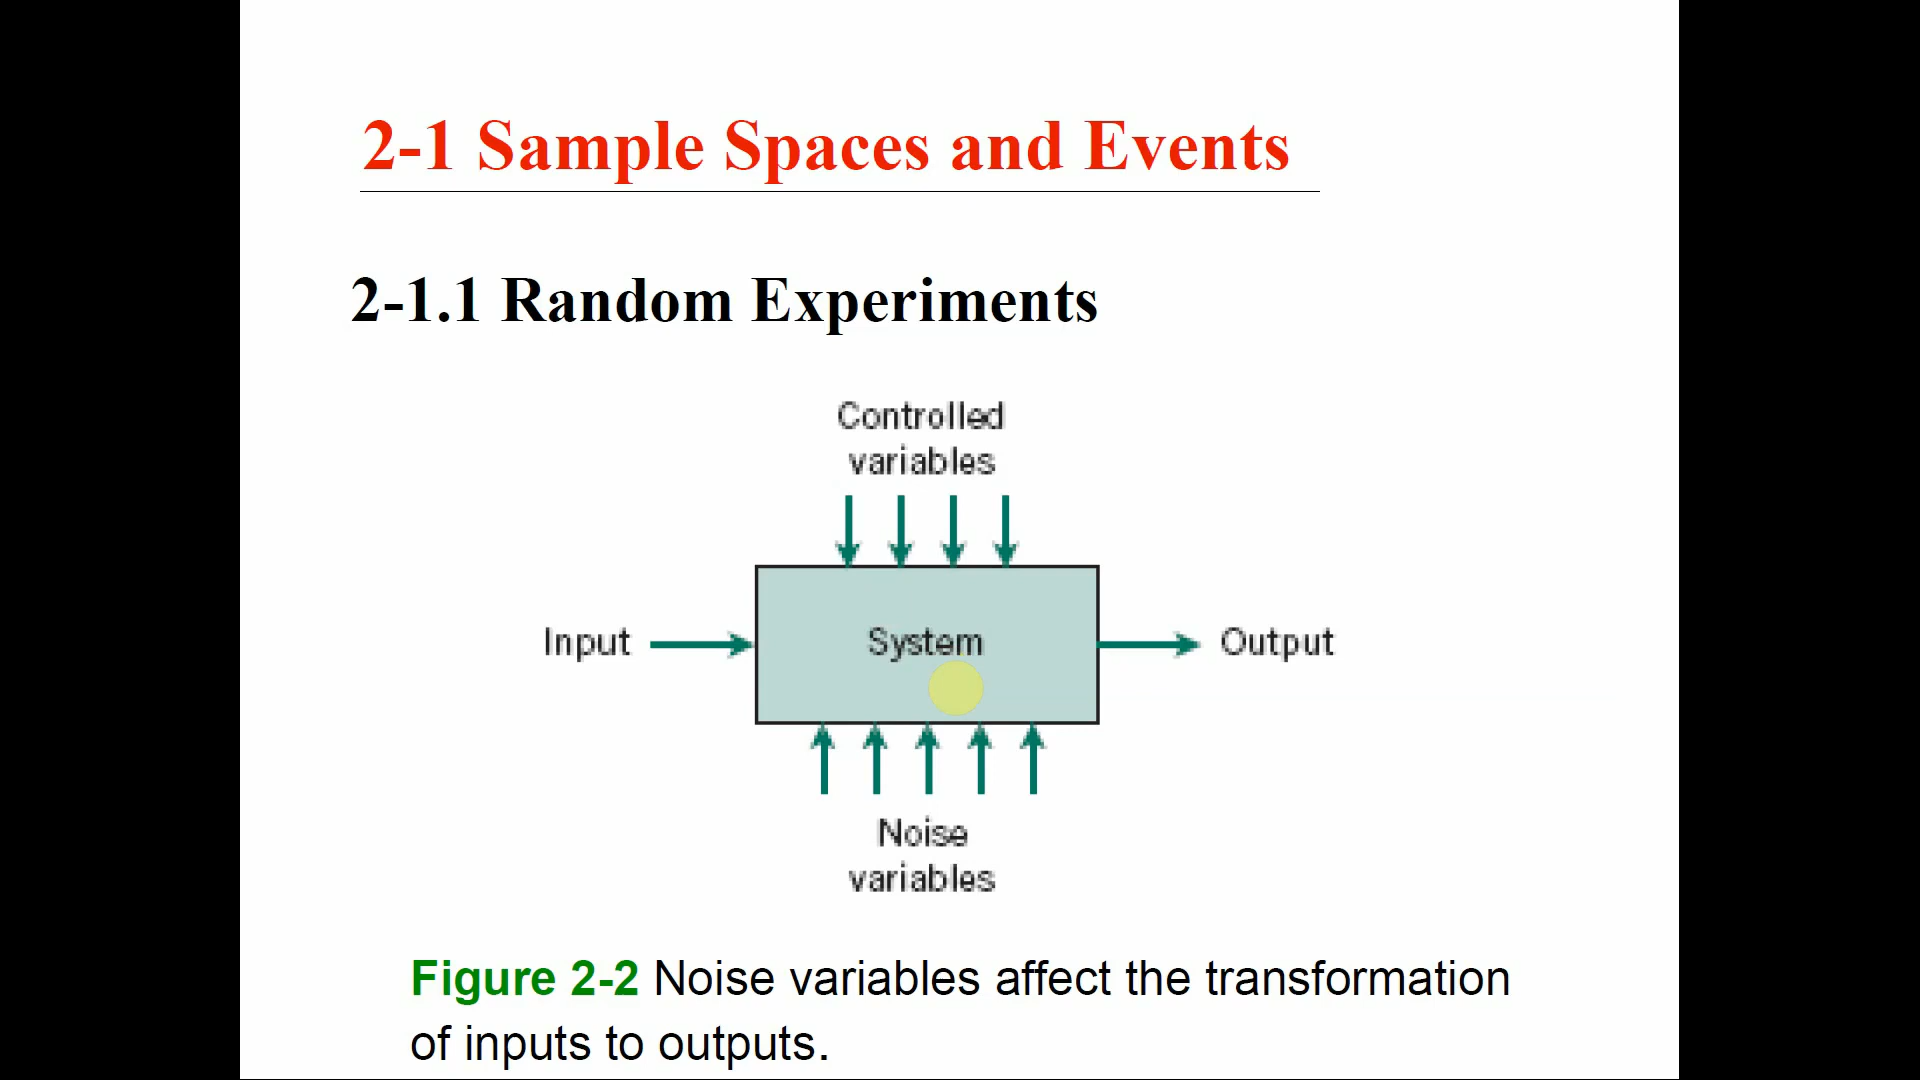 2-1 Sample Spaces and Events
2-1.1 Random Experiments
Controlled
variables
Input
System
Output
Noise
variables
Figure 2-2 Noise variables affect the transformation
of inputs to outputs.